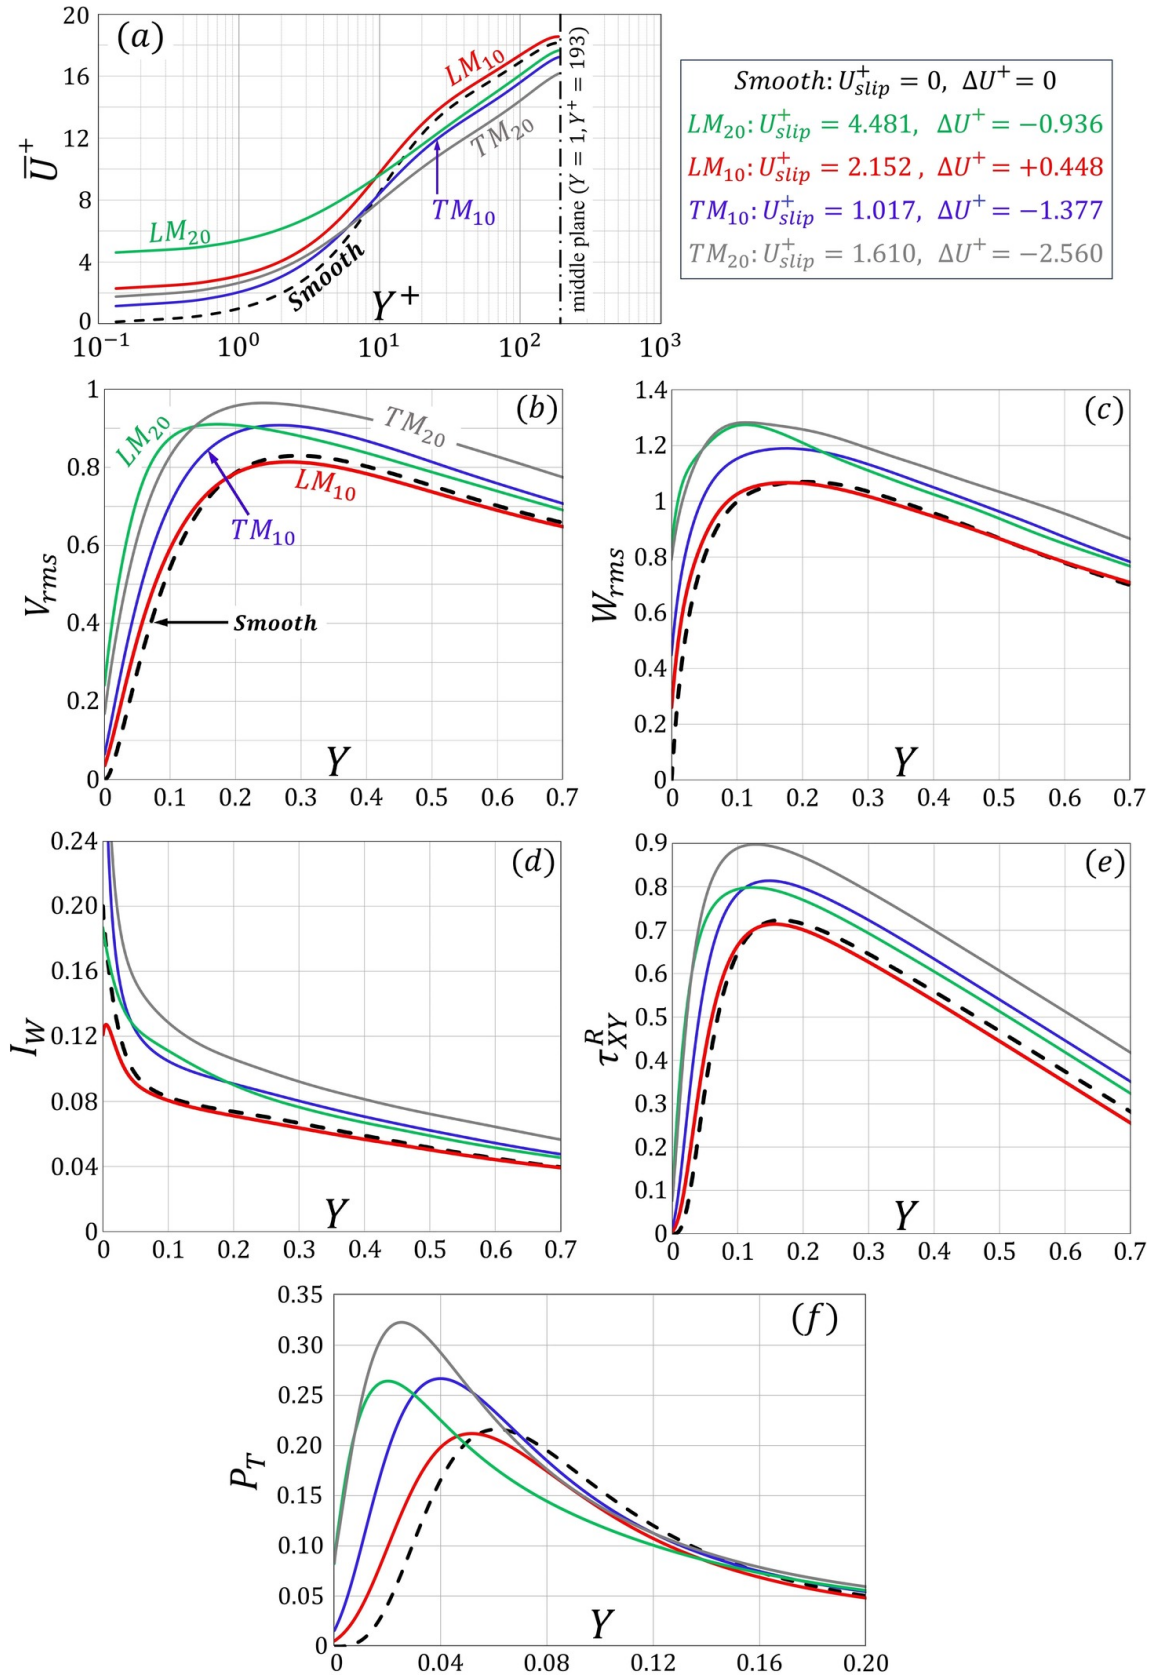 (a)
U̅⁺
20
16
12
8
4
0
LM₁₀
LM₂₀
TM₂₀
TM₁₀
Smooth
Y⁺
middle plane (Y = 1, Y⁺ = 193)
10⁻¹ 10⁰ 10¹ 10² 10³
Smooth: U⁺slip = 0, ΔU⁺ = 0
LM₂₀: U⁺slip = 4.481, ΔU⁺ = −0.936
LM₁₀: U⁺slip = 2.152 , ΔU⁺ = +0.448
TM₁₀: U⁺slip = 1.017, ΔU⁺ = −1.377
TM₂₀: U⁺slip = 1.610, ΔU⁺ = −2.560
(b)
Vrms
1
0.8
0.6
0.4
0.2
0
LM₂₀
TM₂₀
LM₁₀
TM₁₀
Smooth
Y
0 0.1 0.2 0.3 0.4 0.5 0.6 0.7
(c)
Wrms
1.4
1.2
1
0.8
0.6
0.4
0.2
0
Y
0 0.1 0.2 0.3 0.4 0.5 0.6 0.7
(d)
I_W
0.24
0.20
0.16
0.12
0.08
0.04
0
Y
0 0.1 0.2 0.3 0.4 0.5 0.6 0.7
(e)
τᴿXY
0.9
0.8
0.7
0.6
0.5
0.4
0.3
0.2
0.1
0
Y
0 0.1 0.2 0.3 0.4 0.5 0.6 0.7
(f)
P_T
0.35
0.30
0.25
0.20
0.15
0.10
0.05
0
Y
0 0.04 0.08 0.12 0.16 0.20